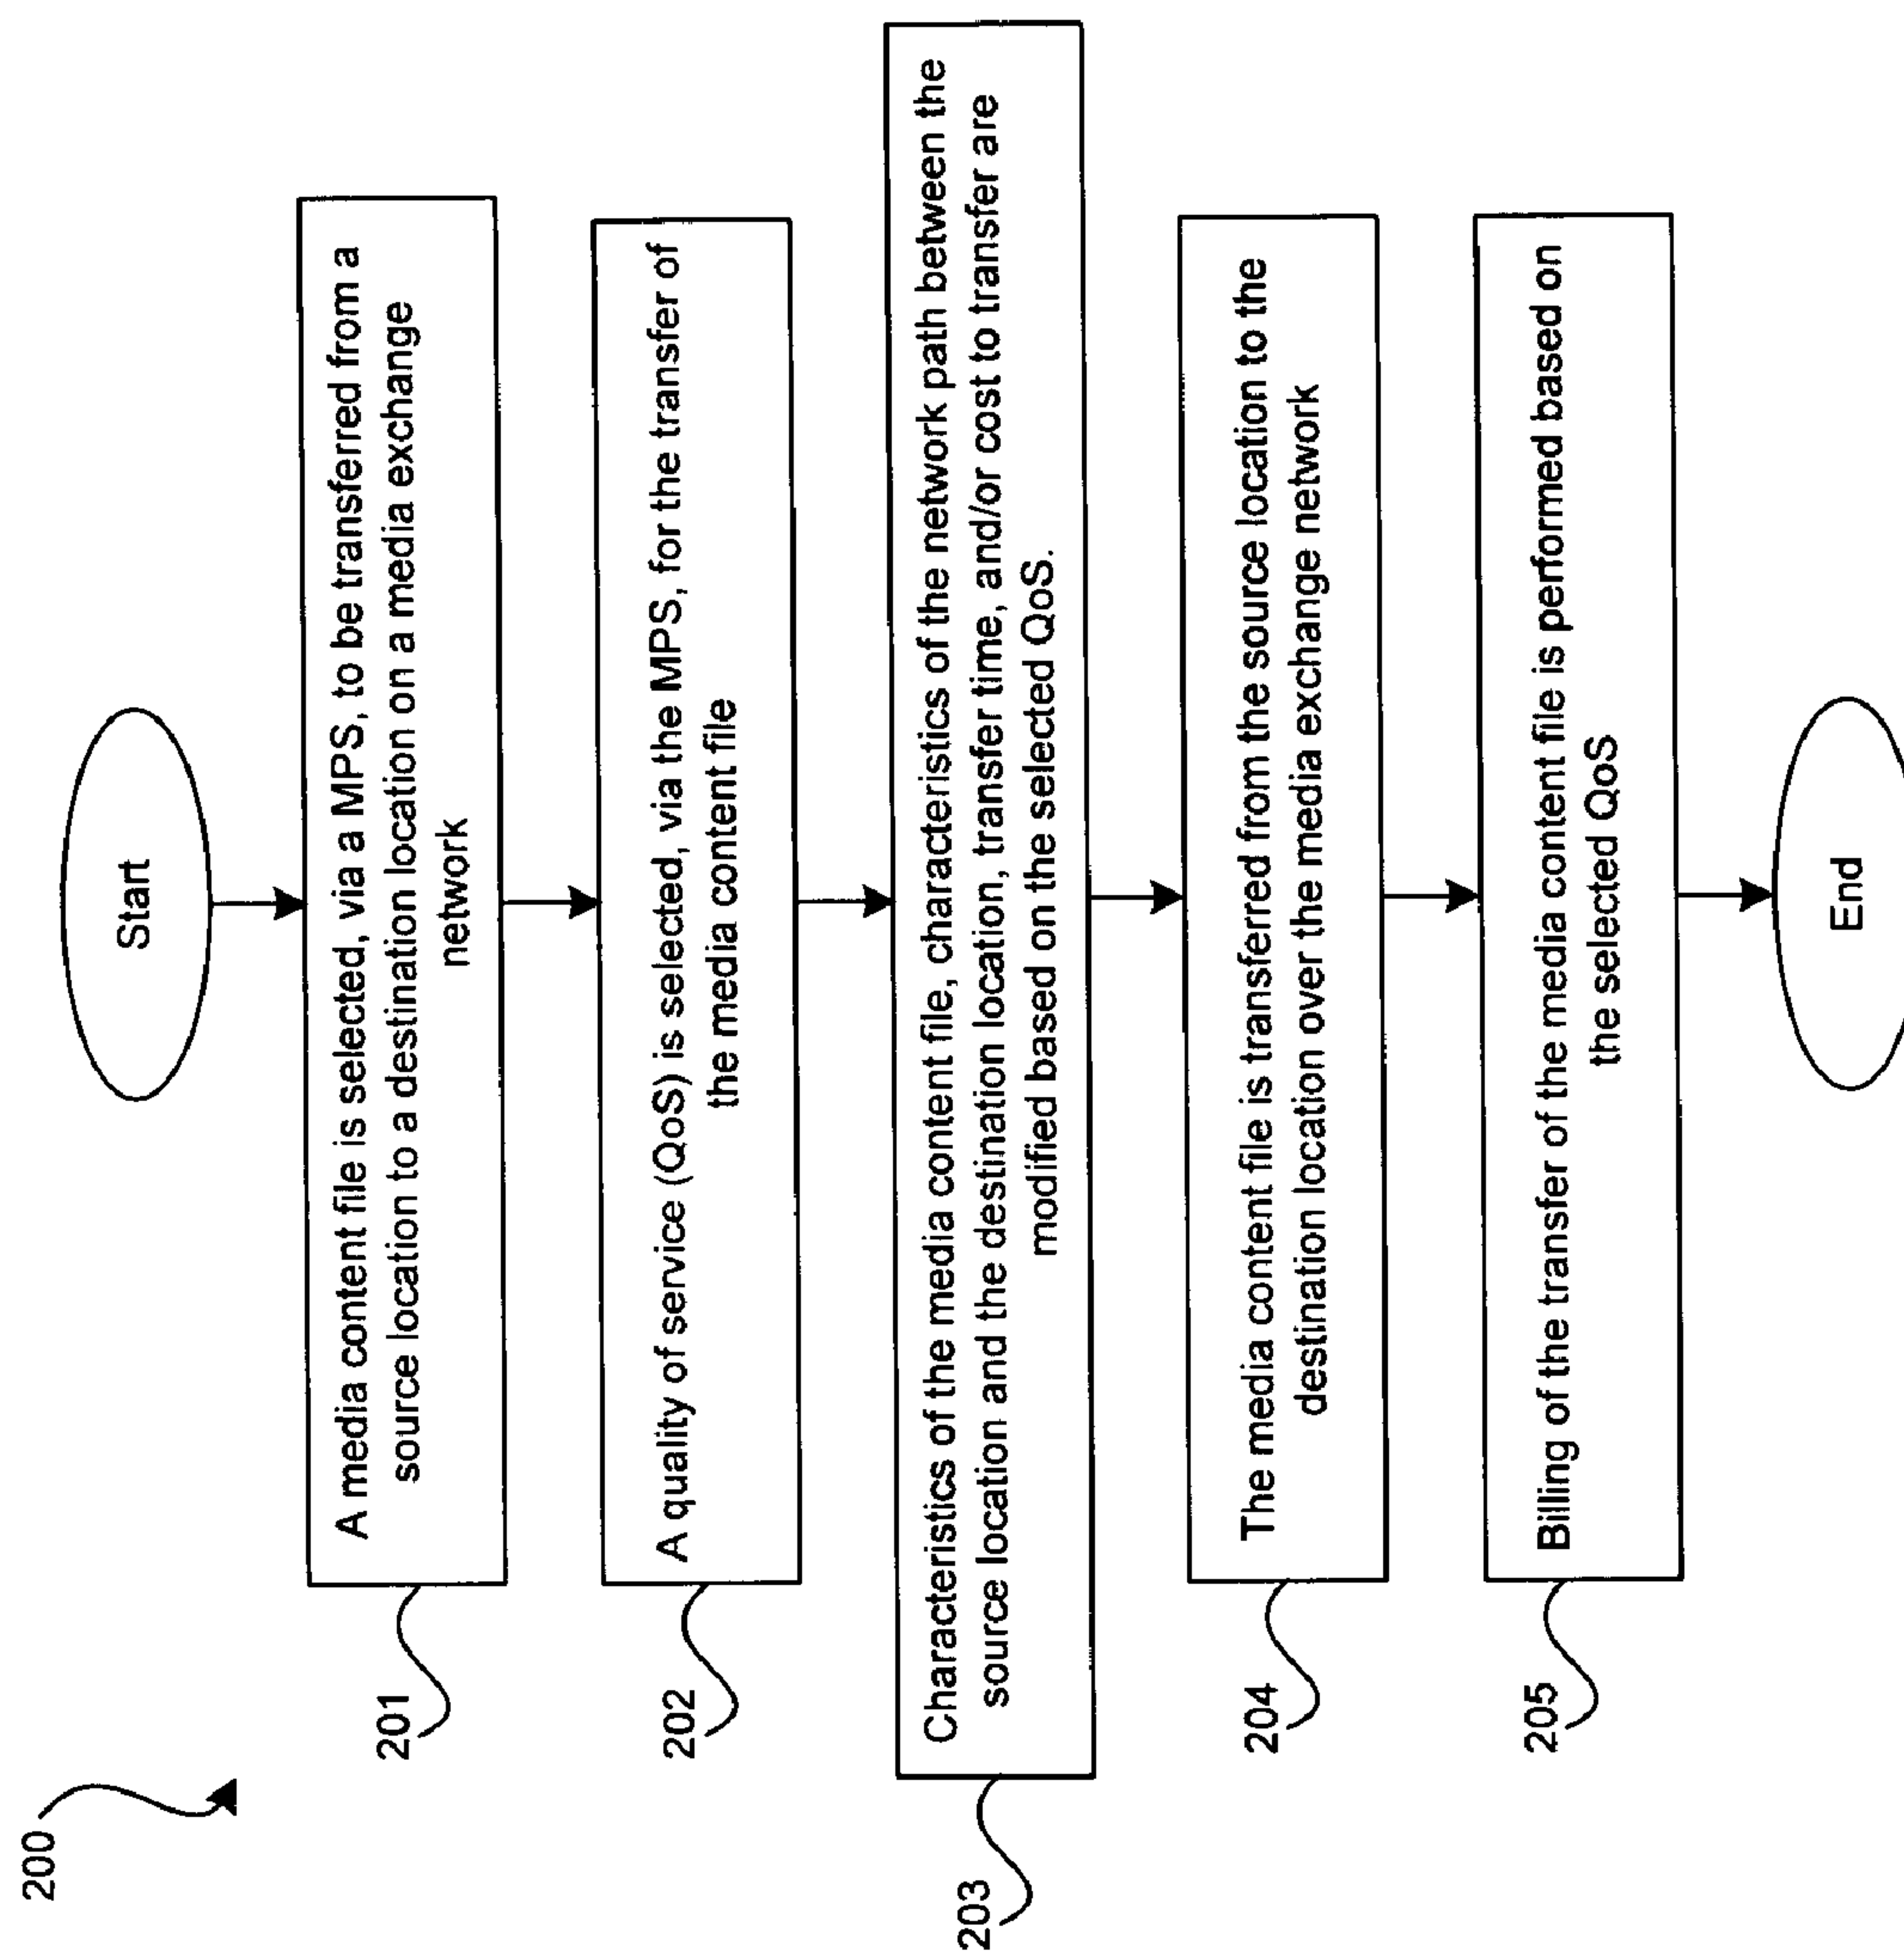 200
Start
201
A media content file is selected, via a MPS, to be transferred from a
source location to a destination location on a media exchange
network
202
A quality of service (QoS) is selected, via the MPS, for the transfer of
the media content file
203
Characteristics of the media content file, characteristics of the network path between the
source location and the destination location, transfer time, and/or cost to transfer are
modified based on the selected QoS.
204
The media content file is transferred from the source location to the
destination location over the media exchange network
205
Billing of the transfer of the media content file is performed based on
the selected QoS
End